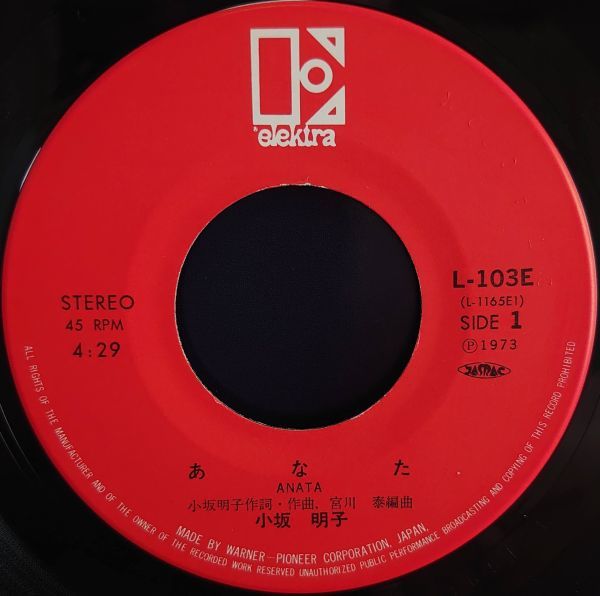 *elektra
STEREO
45 RPM
4:29
L-103E
(L-1165E1)
SIDE 1
Ⓟ1973
JASRAC
あなた
ANATA
小坂明子作詞・作曲, 宮川 泰編曲
小坂 明子
MADE BY WARNER–PIONEER CORPORATION, JAPAN.
ALL RIGHTS OF THE MANUFACTURER AND OF THE OWNER OF THE RECORDED WORK RESERVED UNAUTHORIZED PUBLIC PERFORMANCE BROADCASTING AND COPYING OF THIS RECORD PROHIBITED